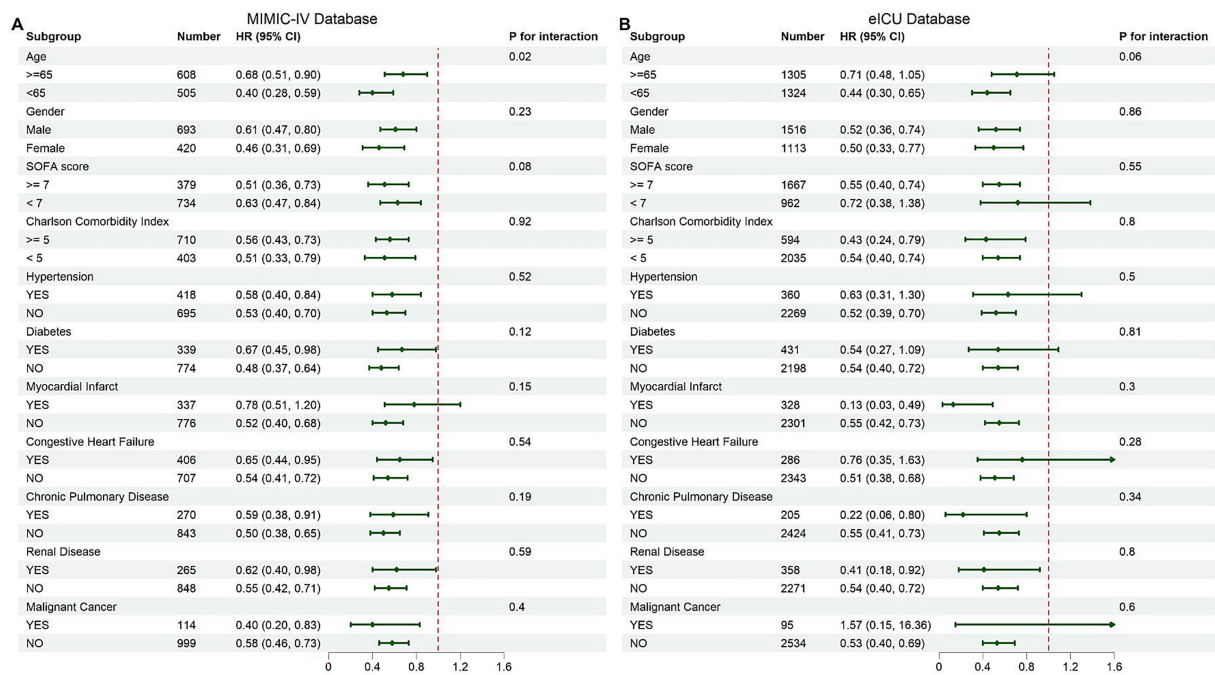 A
MIMIC-IV Database
Subgroup Number HR (95% CI) P for interaction
Age 0.02
>=65 608 0.68 (0.51, 0.90)
<65 505 0.40 (0.28, 0.59)
Gender 0.23
Male 693 0.61 (0.47, 0.80)
Female 420 0.46 (0.31, 0.69)
SOFA score 0.08
>= 7 379 0.51 (0.36, 0.73)
< 7 734 0.63 (0.47, 0.84)
Charlson Comorbidity Index 0.92
>= 5 710 0.56 (0.43, 0.73)
< 5 403 0.51 (0.33, 0.79)
Hypertension 0.52
YES 418 0.58 (0.40, 0.84)
NO 695 0.53 (0.40, 0.70)
Diabetes 0.12
YES 339 0.67 (0.45, 0.98)
NO 774 0.48 (0.37, 0.64)
Myocardial Infarct 0.15
YES 337 0.78 (0.51, 1.20)
NO 776 0.52 (0.40, 0.68)
Congestive Heart Failure 0.54
YES 406 0.65 (0.44, 0.95)
NO 707 0.54 (0.41, 0.72)
Chronic Pulmonary Disease 0.19
YES 270 0.59 (0.38, 0.91)
NO 843 0.50 (0.38, 0.65)
Renal Disease 0.59
YES 265 0.62 (0.40, 0.98)
NO 848 0.55 (0.42, 0.71)
Malignant Cancer 0.4
YES 114 0.40 (0.20, 0.83)
NO 999 0.58 (0.46, 0.73)
0 0.4 0.8 1.2 1.6
B
eICU Database
Subgroup Number HR (95% CI) P for interaction
Age 0.06
>=65 1305 0.71 (0.48, 1.05)
<65 1324 0.44 (0.30, 0.65)
Gender 0.86
Male 1516 0.52 (0.36, 0.74)
Female 1113 0.50 (0.33, 0.77)
SOFA score 0.55
>= 7 1667 0.55 (0.40, 0.74)
< 7 962 0.72 (0.38, 1.38)
Charlson Comorbidity Index 0.8
>= 5 594 0.43 (0.24, 0.79)
< 5 2035 0.54 (0.40, 0.74)
Hypertension 0.5
YES 360 0.63 (0.31, 1.30)
NO 2269 0.52 (0.39, 0.70)
Diabetes 0.81
YES 431 0.54 (0.27, 1.09)
NO 2198 0.54 (0.40, 0.72)
Myocardial Infarct 0.3
YES 328 0.13 (0.03, 0.49)
NO 2301 0.55 (0.42, 0.73)
Congestive Heart Failure 0.28
YES 286 0.76 (0.35, 1.63)
NO 2343 0.51 (0.38, 0.68)
Chronic Pulmonary Disease 0.34
YES 205 0.22 (0.06, 0.80)
NO 2424 0.55 (0.41, 0.73)
Renal Disease 0.8
YES 358 0.41 (0.18, 0.92)
NO 2271 0.54 (0.40, 0.72)
Malignant Cancer 0.6
YES 95 1.57 (0.15, 16.36)
NO 2534 0.53 (0.40, 0.69)
0 0.4 0.8 1.2 1.6